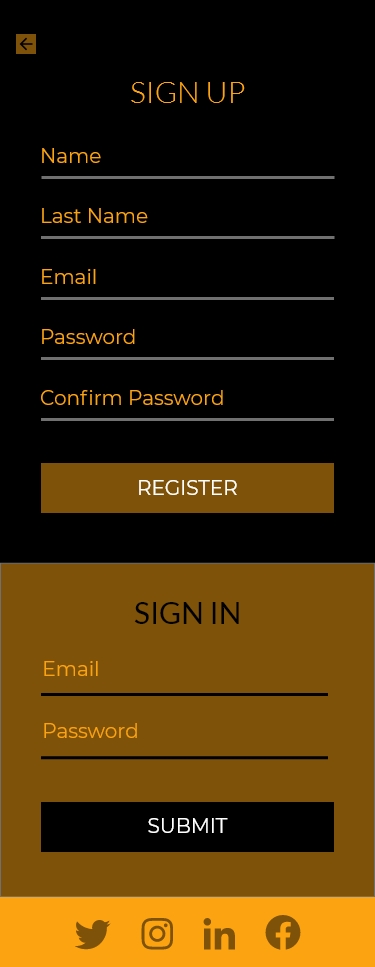 SIGN UP
Name
Last Name
Email
Password
Confirm Password
REGISTER
SIGN IN
Email
Password
SUBMIT